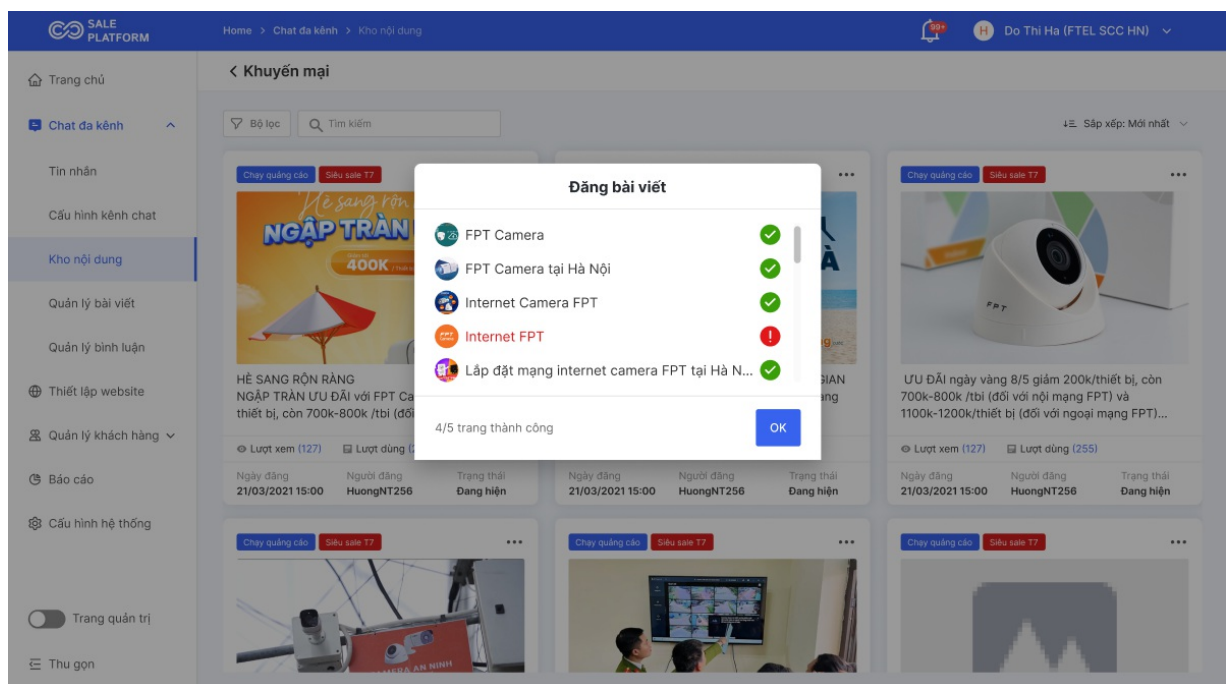 SALE
PLATFORM
Home > Chat đa kênh > Kho nội dung
99+
H
Do Thi Ha (FTEL SCC HN)
Trang chủ
Chat đa kênh
Tin nhắn
Cấu hình kênh chat
Kho nội dung
Quản lý bài viết
Quản lý bình luận
Thiết lập website
Quản lý khách hàng
Báo cáo
Cấu hình hệ thống
Trang quản trị
Thu gọn
Khuyến mại
Bộ lọc
Tìm kiếm
Sắp xếp: Mới nhất
Chạy quảng cáo
Siêu sale T7
Hè sang rộn
NGẬP TRÀN
400K
HÈ SANG RỘN RÀNG
NGẬP TRÀN ƯU ĐÃI với FPT Ca
thiết bị, còn 700k-800k /tbi (đối
Lượt xem (127)
Lượt dùng (2
Ngày đăng
Người đăng
Trạng thái
21/03/2021 15:00
HuongNT256
Đang hiện
Đăng bài viết
FPT Camera
FPT Camera tại Hà Nội
Internet Camera FPT
Internet FPT
Lắp đặt mạng internet camera FPT tại Hà N...
4/5 trang thành công
OK
À
GIAN
ang
Ngày đăng
Người đăng
Trạng thái
21/03/2021 15:00
HuongNT256
Đang hiện
Chạy quảng cáo
Siêu sale T7
FPT
ƯU ĐÃI ngày vàng 8/5 giảm 200k/thiết bị, còn
700k-800k /tbi (đối với nội mạng FPT) và
1100k-1200k/thiết bị (đối với ngoại mạng FPT)...
Lượt xem (127)
Lượt dùng (255)
Ngày đăng
Người đăng
Trạng thái
21/03/2021 15:00
HuongNT256
Đang hiện
Chạy quảng cáo
Siêu sale T7
CAMERA AN NINH
Chạy quảng cáo
Siêu sale T7
Chạy quảng cáo
Siêu sale T7